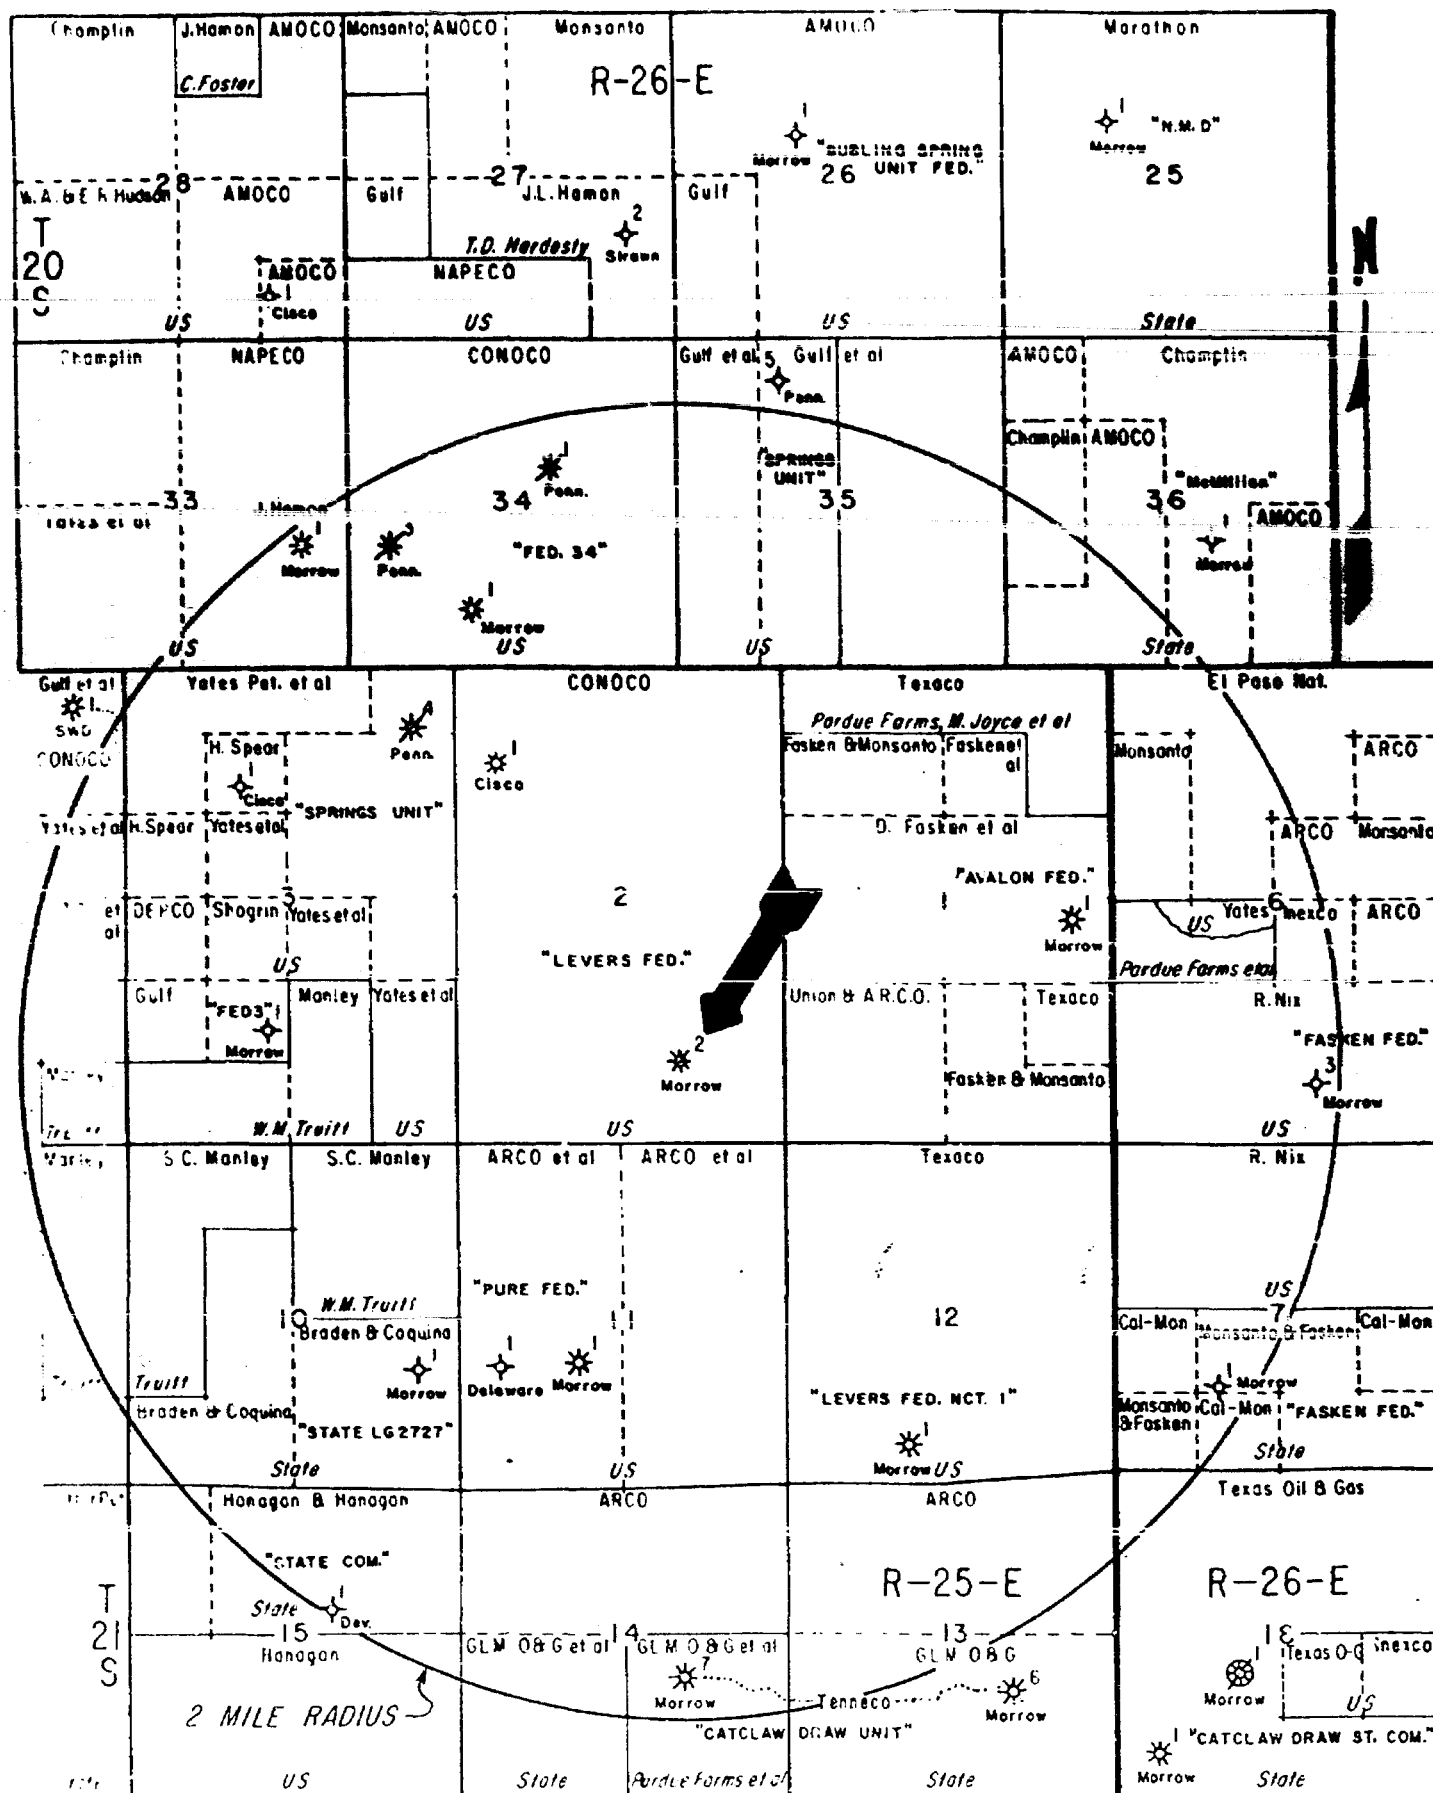 Champlin
J. Hamon
AMOCO
Monsanto
AMOCO
Monsanto
AMOCO
Marathon
C. Foster
R-26-E
1
Morrow
"BUBLING SPRING
UNIT FED."
1
Morrow
"N.M. D"
28
27
26
25
W.A. & E R Hudson
AMOCO
Gulf
J.L. Hamon
Gulf
T
20
S
T.D. Hardesty
2
Strawn
AMOCO
NAPECO
1
Cisco
US
US
US
State
N
Champlin
NAPECO
CONOCO
Gulf et al
Gulf et al
AMOCO
Champlin
5
Penn.
Champlin
AMOCO
1
Penn.
"SPRINGS
UNIT"
"McMillian"
33
34
35
36
Yates et al
J. Hamon
AMOCO
1
Morrow
3
Penn.
"FED. 34"
1
Morrow
1
Morrow
US
US
US
State
Gulf et al
Yates Pet. et al
CONOCO
Texaco
El Paso Nat.
1
SWD
4
Penn.
Pardue Farms, M. Joyce et al
CONOCO
H. Spear
1
Cisco
1
Cisco
Fasken & Monsanto
Fasken et
al
Monsanto
ARCO
"SPRINGS UNIT"
Yates et al
H. Spear
Yates et al
D. Fasken et al
ARCO
Monsanto
"AVALON FED."
2
et
al
DEPCO
Shogrin
3
Yates et al
1
1
Morrow
Yates
6
Inexco
ARCO
US
US
"LEVERS FED."
Pardue Farms et al
Gulf
Manley
Yates et al
Union & A.R.C.O.
Texaco
R. Nix
"FED3"
1
Morrow
"FASKEN FED."
2
Morrow
Fasken & Monsanto
3
Morrow
W.M. Truitt
US
US
US
Manley
S.C. Manley
S.C. Manley
ARCO et al
ARCO et al
Texaco
R. Nix
"PURE FED."
US
W.M. Truitt
10
Braden & Coquina
11
12
7
Cal-Mon
Monsanto & Fasken
Cal-Mon
1
Morrow
1
Delaware
1
Morrow
1
Morrow
Truitt
Braden & Coquina
"LEVERS FED. NCT. 1"
Monsanto
& Fasken
Cal-Mon
"FASKEN FED."
"STATE LG2727"
1
Morrow
State
US
US
State
Hanagan & Hanagan
ARCO
ARCO
Texas Oil & Gas
"STATE COM."
R-25-E
R-26-E
T
21
S
1
Dev.
State
15
Hanagan
GLM O&G et al
14
GLM O&G et al
13
GLM O&G
18
Texas O-G
Inexco
7
Morrow
Tenneco
6
Morrow
1
Morrow
US
2 MILE RADIUS
"CATCLAW DRAW UNIT"
1
Morrow
"CATCLAW DRAW ST. COM."
US
State
Pardue Farms et al
State
State